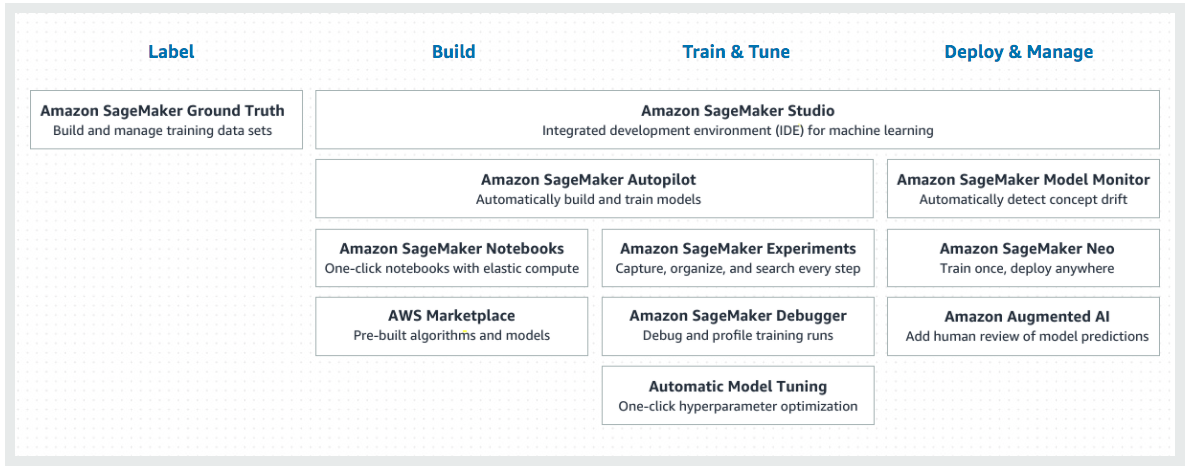 Label
Build
Train & Tune
Deploy & Manage
Amazon SageMaker Ground Truth
Build and manage training data sets
Amazon SageMaker Studio
Integrated development environment (IDE) for machine learning
Amazon SageMaker Autopilot
Automatically build and train models
Amazon SageMaker Model Monitor
Automatically detect concept drift
Amazon SageMaker Notebooks
One-click notebooks with elastic compute
Amazon SageMaker Experiments
Capture, organize, and search every step
Amazon SageMaker Neo
Train once, deploy anywhere
AWS Marketplace
Pre-built algorithms and models
Amazon SageMaker Debugger
Debug and profile training runs
Amazon Augmented AI
Add human review of model predictions
Automatic Model Tuning
One-click hyperparameter optimization